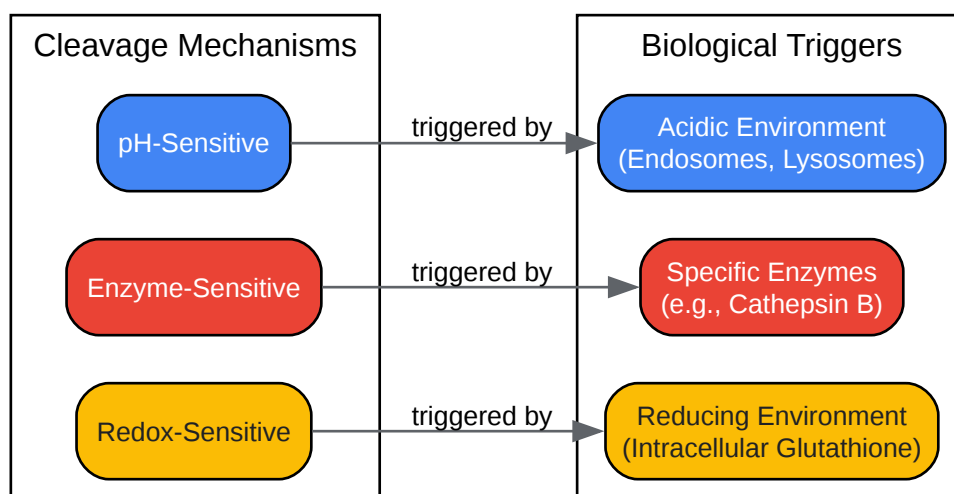 Cleavage Mechanisms
Biological Triggers
pH-Sensitive
triggered by
Acidic Environment
(Endosomes, Lysosomes)
Enzyme-Sensitive
triggered by
Specific Enzymes
(e.g., Cathepsin B)
Redox-Sensitive
triggered by
Reducing Environment
(Intracellular Glutathione)